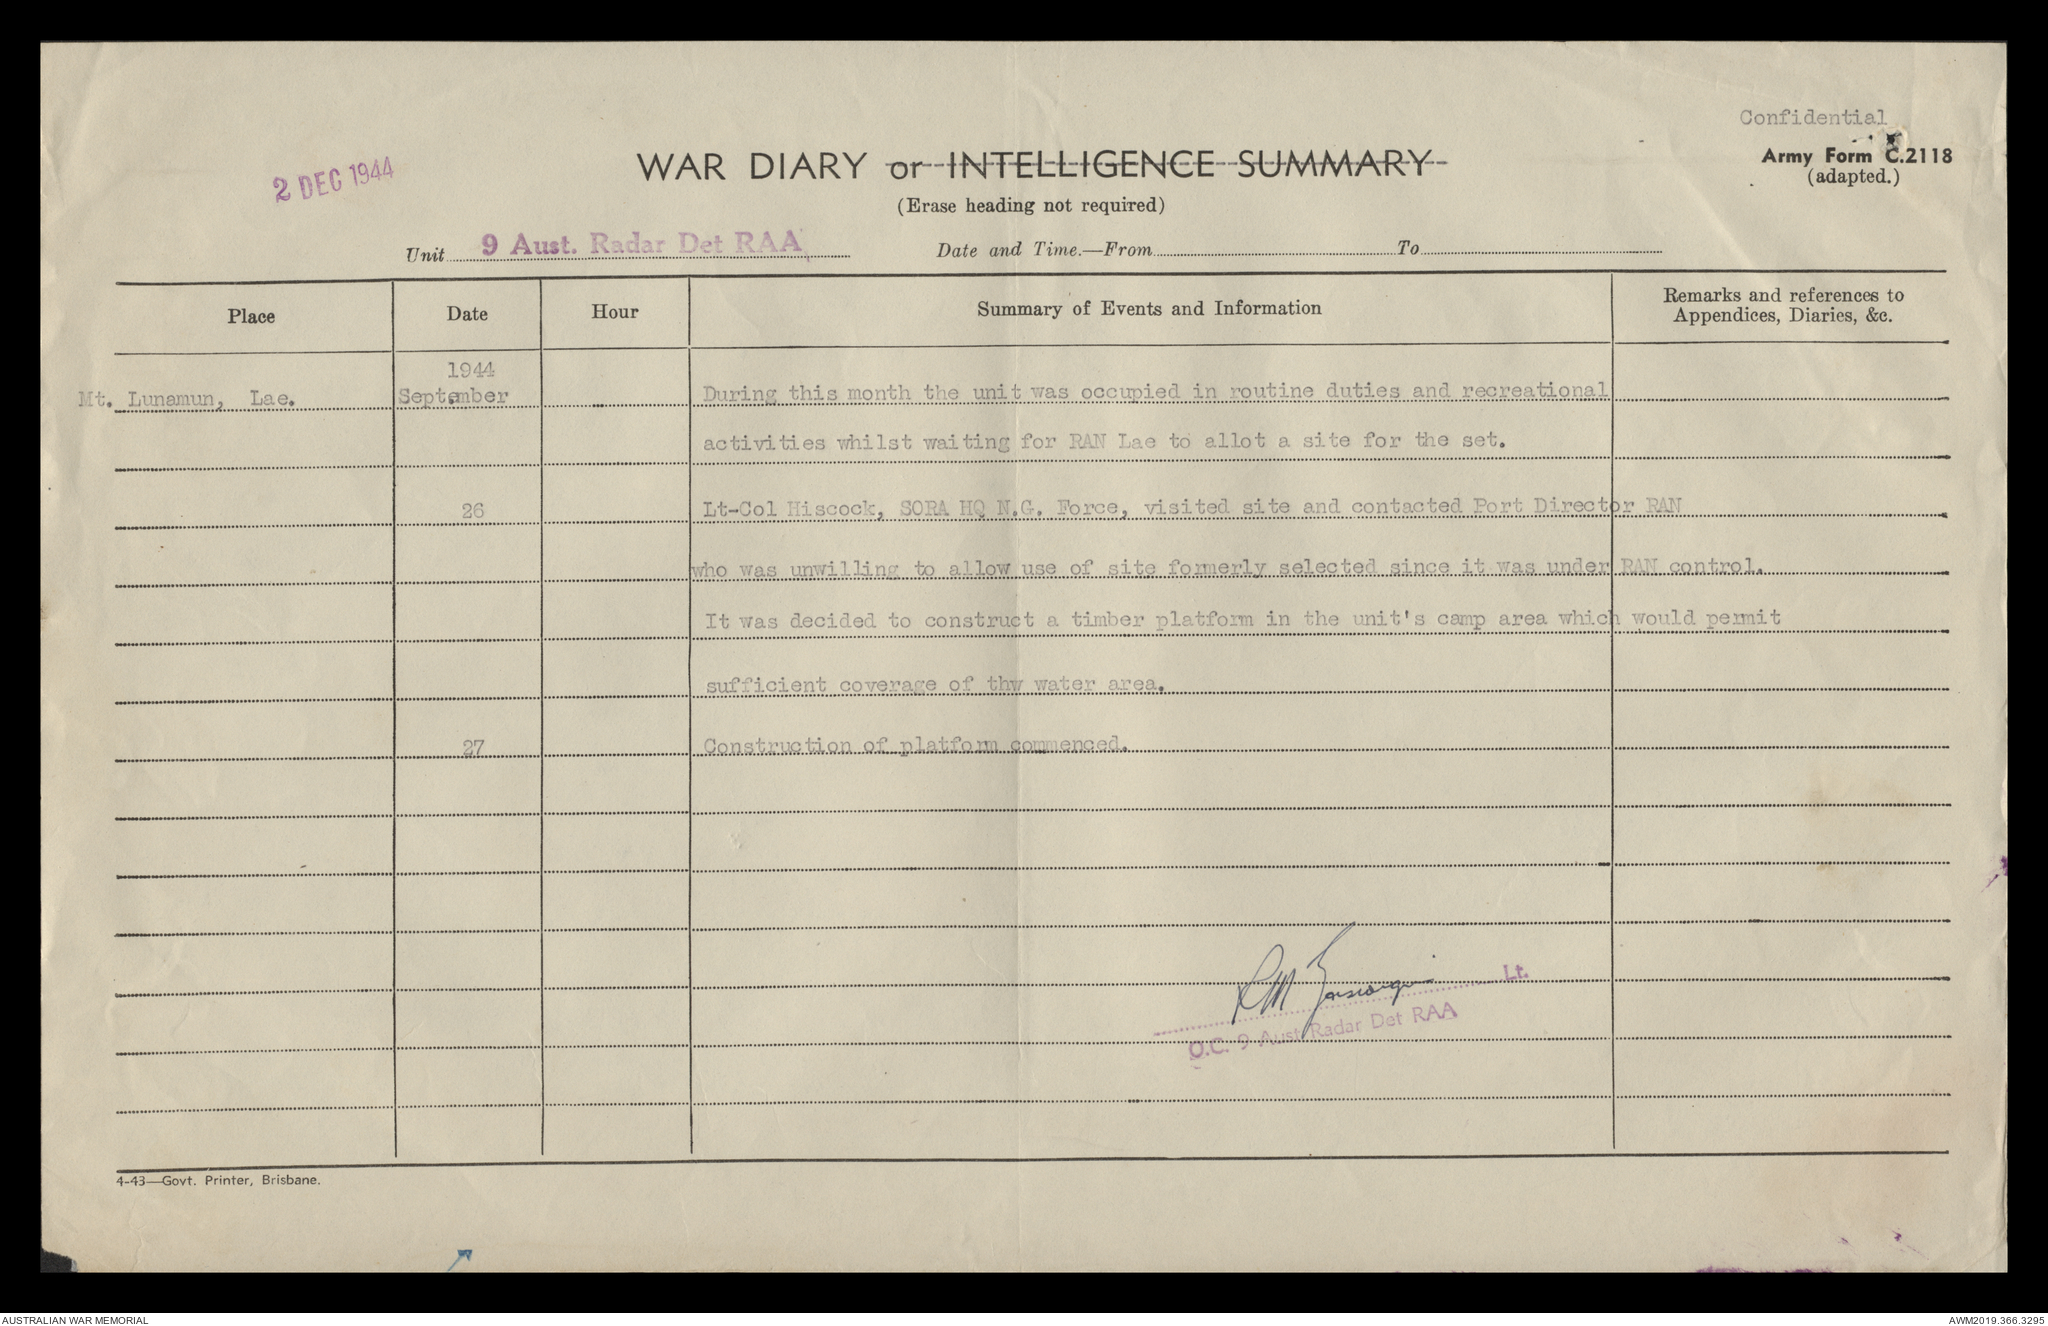 Confidential
Army Form C.2118
(adapted.)
2 DEC 1944
WAR DIARY or INTELLIGENCE SUMMARY
(Erase heading not required)
Unit 9 Aust. Radar Det RAA Date and Time.—From To
Place Date Hour Summary of Events and Information Remarks and references to
Appendices, Diaries, &c.
1944
Mt. Lunamun, Lae. September During this month the unit was occupied in routine duties and recreational
activities whilst waiting for RAN Lae to allot a site for the set.
26 Lt-Col Hiscock, SORA HQ N.G. Force, visited site and contacted Port Director RAN
who was unwilling to allow use of site formerly selected since it was under RAN control.
It was decided to construct a timber platform in the unit's camp area which would permit
sufficient coverage of thw water area.
27 Construction of platform commenced.
RM Lt.
O.C. 9 Aust Radar Det RAA
4-43—Govt. Printer, Brisbane.
AUSTRALIAN WAR MEMORIAL AWM2019.366.3295